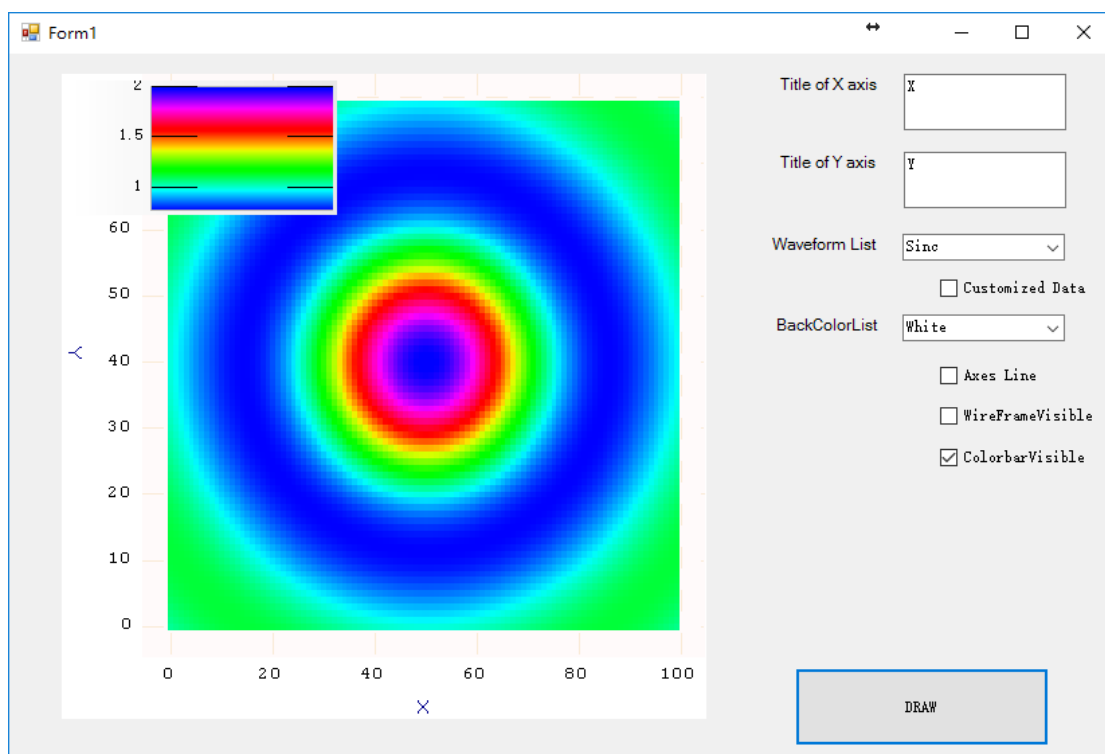 Form1
2
1.5
1
60
50
40
30
20
10
0
Y
0 20 40 60 80 100
X
Title of X axis X
Title of Y axis Y
Waveform List Sinc
Customized Data
BackColorList White
Axes Line
WireFrameVisible
ColorbarVisible
DRAW